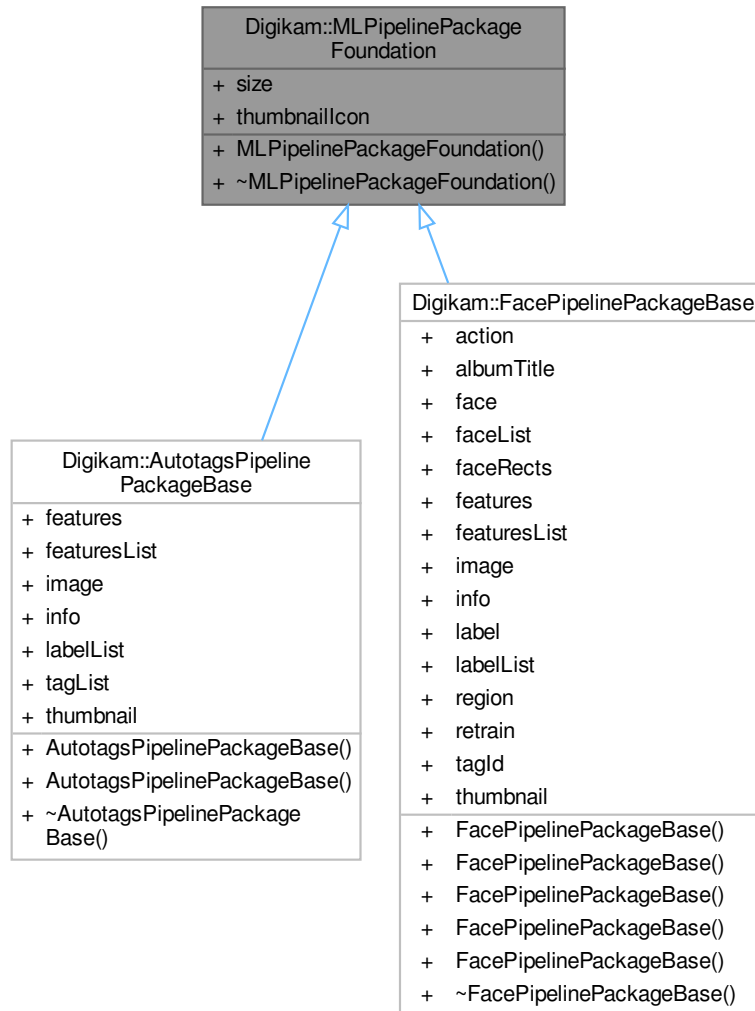 Digikam::MLPipelinePackage
Foundation
+ size
+ thumbnailIcon
+ MLPipelinePackageFoundation()
+ ~MLPipelinePackageFoundation()
Digikam::AutotagsPipeline
PackageBase
+ features
+ featuresList
+ image
+ info
+ labelList
+ tagList
+ thumbnail
+ AutotagsPipelinePackageBase()
+ AutotagsPipelinePackageBase()
+ ~AutotagsPipelinePackage
Base()
Digikam::FacePipelinePackageBase
+ action
+ albumTitle
+ face
+ faceList
+ faceRects
+ features
+ featuresList
+ image
+ info
+ label
+ labelList
+ region
+ retrain
+ tagId
+ thumbnail
+ FacePipelinePackageBase()
+ FacePipelinePackageBase()
+ FacePipelinePackageBase()
+ FacePipelinePackageBase()
+ FacePipelinePackageBase()
+ ~FacePipelinePackageBase()